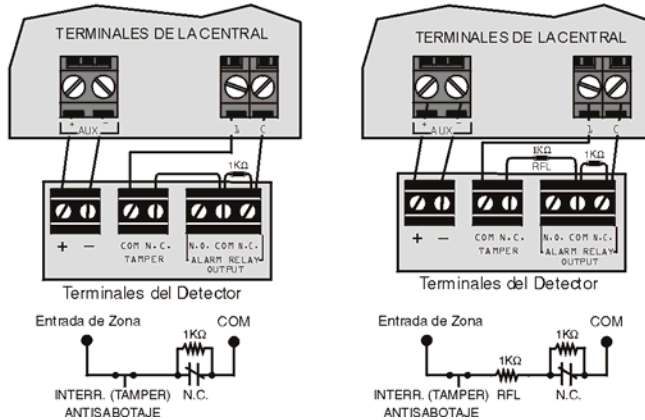 TERMINALES DE LA CENTRAL
+ -
AUX
1 C
1KΩ
+ -
COM N.C.
TAMPER
N.O. COM N.C.
ALARM RELAY
OUTPUT
Terminales del Detector
Entrada de Zona
COM
1KΩ
INTERR. (TAMPER) N.C.
ANTISABOTAJE
TERMINALES DE LA CENTRAL
+ -
AUX
1 C
1KΩ
RFL
1KΩ
+ -
COM N.C.
TAMPER
N.O. COM N.C.
ALARM RELAY
OUTPUT
Terminales del Detector
Entrada de Zona
COM
1KΩ
1KΩ
INTERR. (TAMPER) RFL N.C.
ANTISABOTAJE